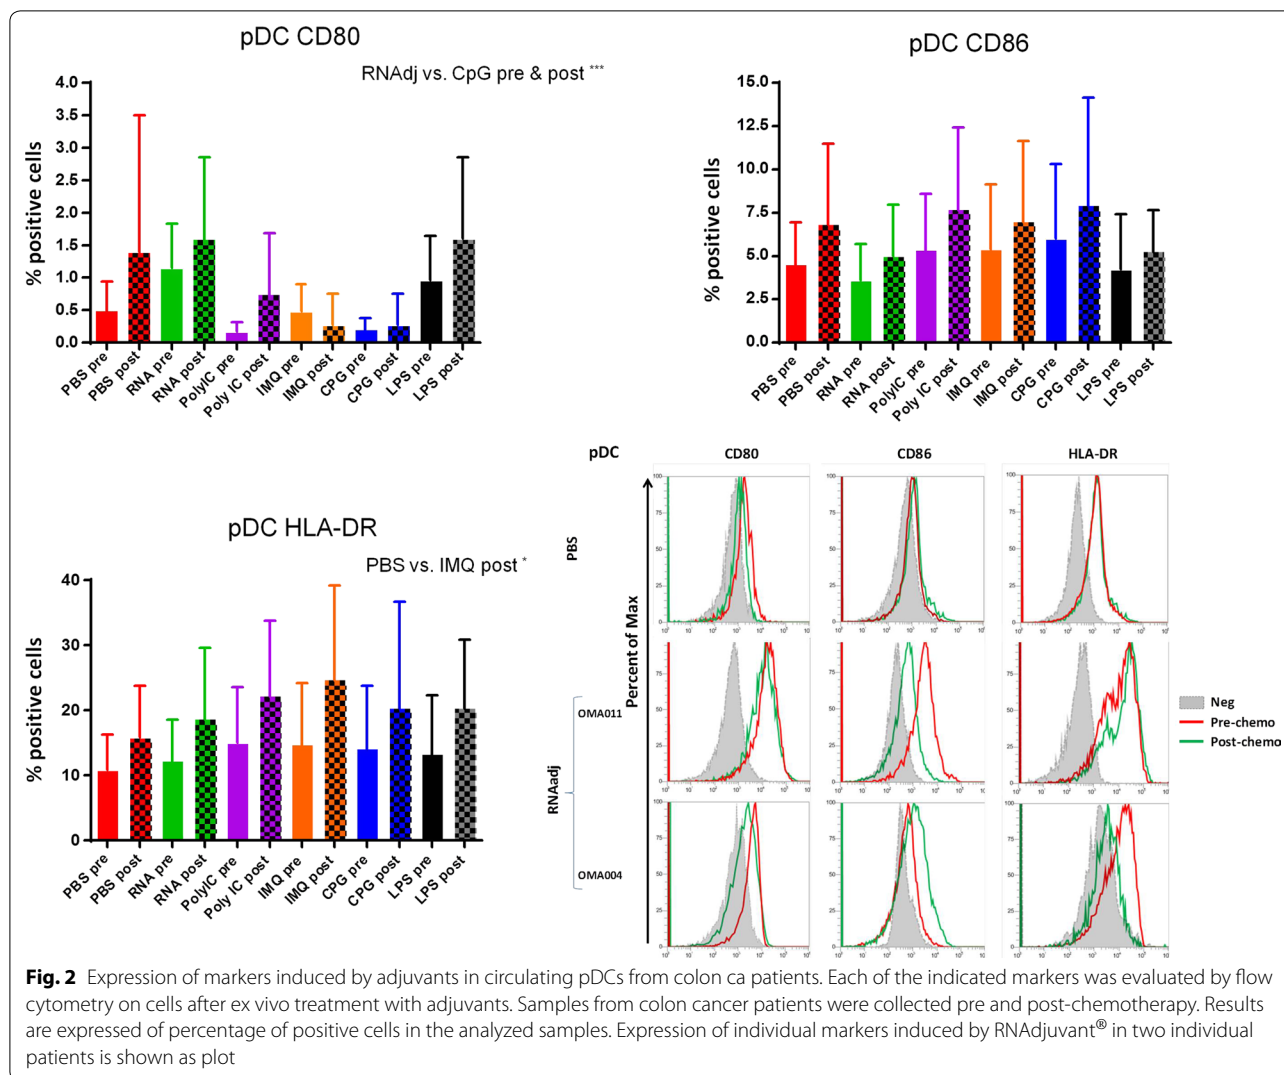 pDC CD80
RNAdj vs. CpG pre & post ***
% positive cells
4.0
3.5
3.0
2.5
2.0
1.5
1.0
0.5
0.0
PBS pre
PBS post
RNA pre
RNA post
PolyIC pre
Poly IC post
IMQ pre
IMQ post
CPG pre
CPG post
LPS pre
LPS post
pDC CD86
% positive cells
15.0
12.5
10.0
7.5
5.0
2.5
0.0
PBS pre
PBS post
RNA pre
RNA post
PolyIC pre
Poly IC post
IMQ pre
IMQ post
CPG pre
CPG post
LPS pre
LPS post
pDC HLA-DR
PBS vs. IMQ post *
% positive cells
40
30
20
10
0
PBS pre
PBS post
RNA pre
RNA post
PolyIC pre
Poly IC post
IMQ pre
IMQ post
CPG pre
CPG post
LPS pre
LPS post
pDC
CD80
CD86
HLA-DR
PBS
Percent of Max
RNAadj
OMA011
OMA004
Neg
Pre-chemo
Post-chemo
Fig. 2 Expression of markers induced by adjuvants in circulating pDCs from colon ca patients. Each of the indicated markers was evaluated by flow
cytometry on cells after ex vivo treatment with adjuvants. Samples from colon cancer patients were collected pre and post-chemotherapy. Results
are expressed of percentage of positive cells in the analyzed samples. Expression of individual markers induced by RNAdjuvant® in two individual
patients is shown as plot